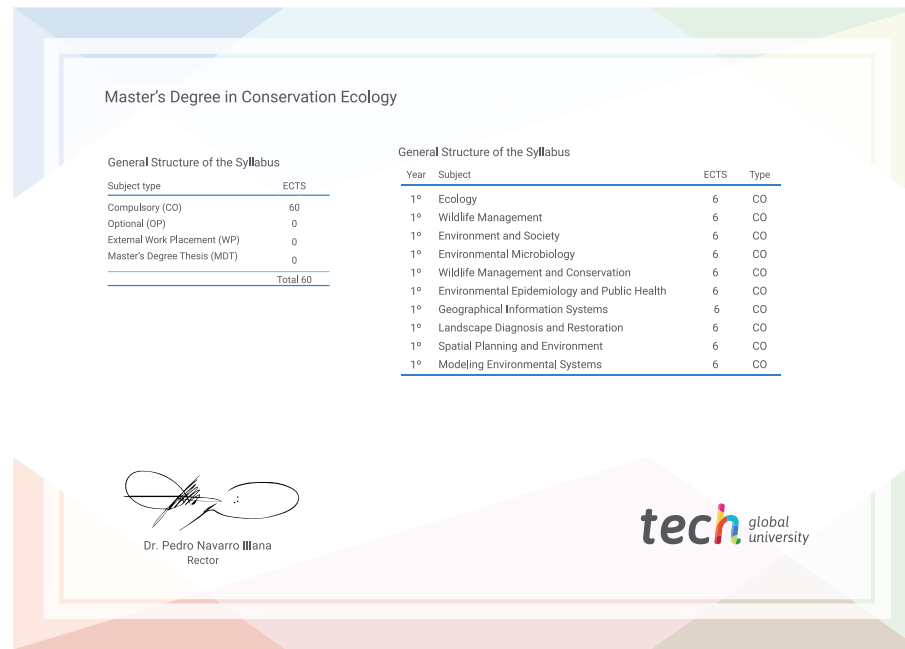 Master's Degree in Conservation Ecology
General Structure of the Syllabus
Subject type ECTS
Compulsory (CO) 60
Optional (OP) 0
External Work Placement (WP) 0
Master's Degree Thesis (MDT) 0
Total 60
General Structure of the Syllabus
Year Subject ECTS Type
1º Ecology 6 CO
1º Wildlife Management 6 CO
1º Environment and Society 6 CO
1º Environmental Microbiology 6 CO
1º Wildlife Management and Conservation 6 CO
1º Environmental Epidemiology and Public Health 6 CO
1º Geographical Information Systems 6 CO
1º Landscape Diagnosis and Restoration 6 CO
1º Spatial Planning and Environment 6 CO
1º Modeling Environmental Systems 6 CO
Dr. Pedro Navarro Illana
Rector
tech global university